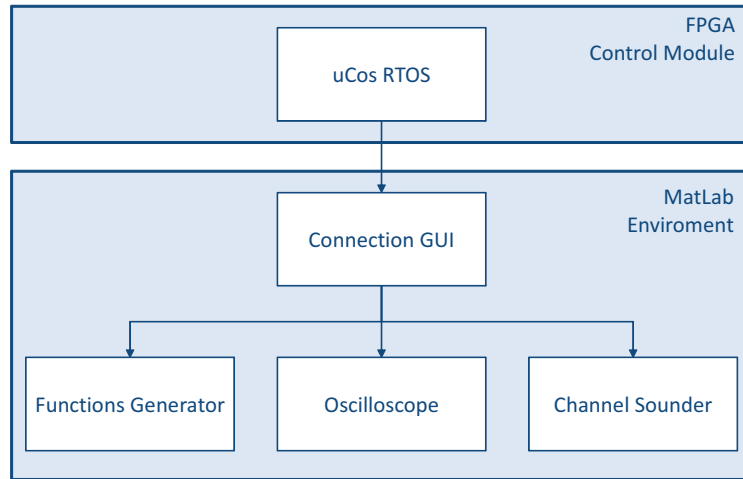 FPGA
Control Module
uCos RTOS
MatLab
Enviroment
Connection GUI
Functions Generator
Oscilloscope
Channel Sounder